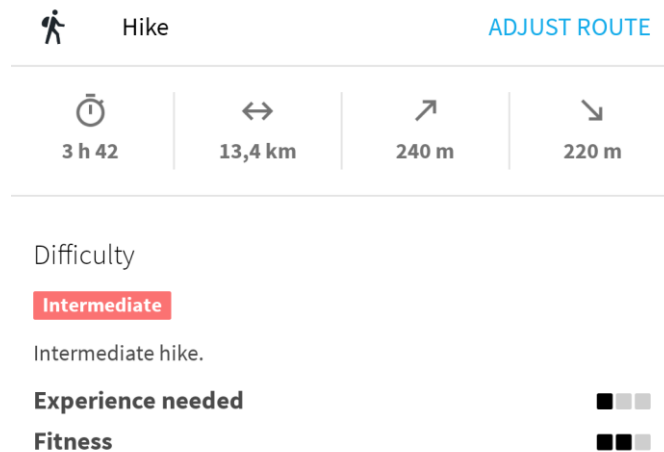 Hike ADJUST ROUTE
3 h 42 13,4 km 240 m 220 m
Difficulty
Intermediate
Intermediate hike.
Experience needed
Fitness